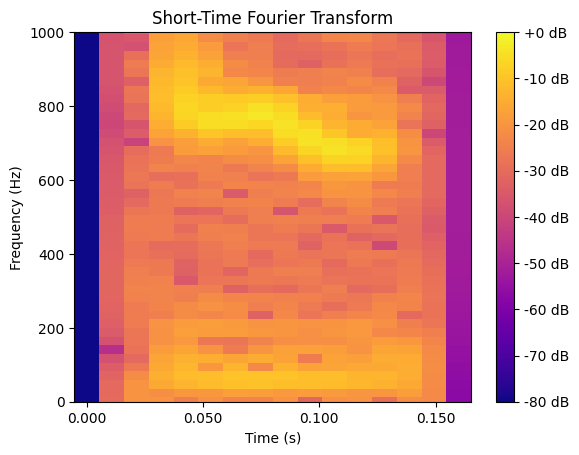 Short-Time Fourier Transform
1000
800
600
400
200
0
Frequency (Hz)
0.000
0.050
0.100
0.150
Time (s)
+0 dB
-10 dB
-20 dB
-30 dB
-40 dB
-50 dB
-60 dB
-70 dB
-80 dB